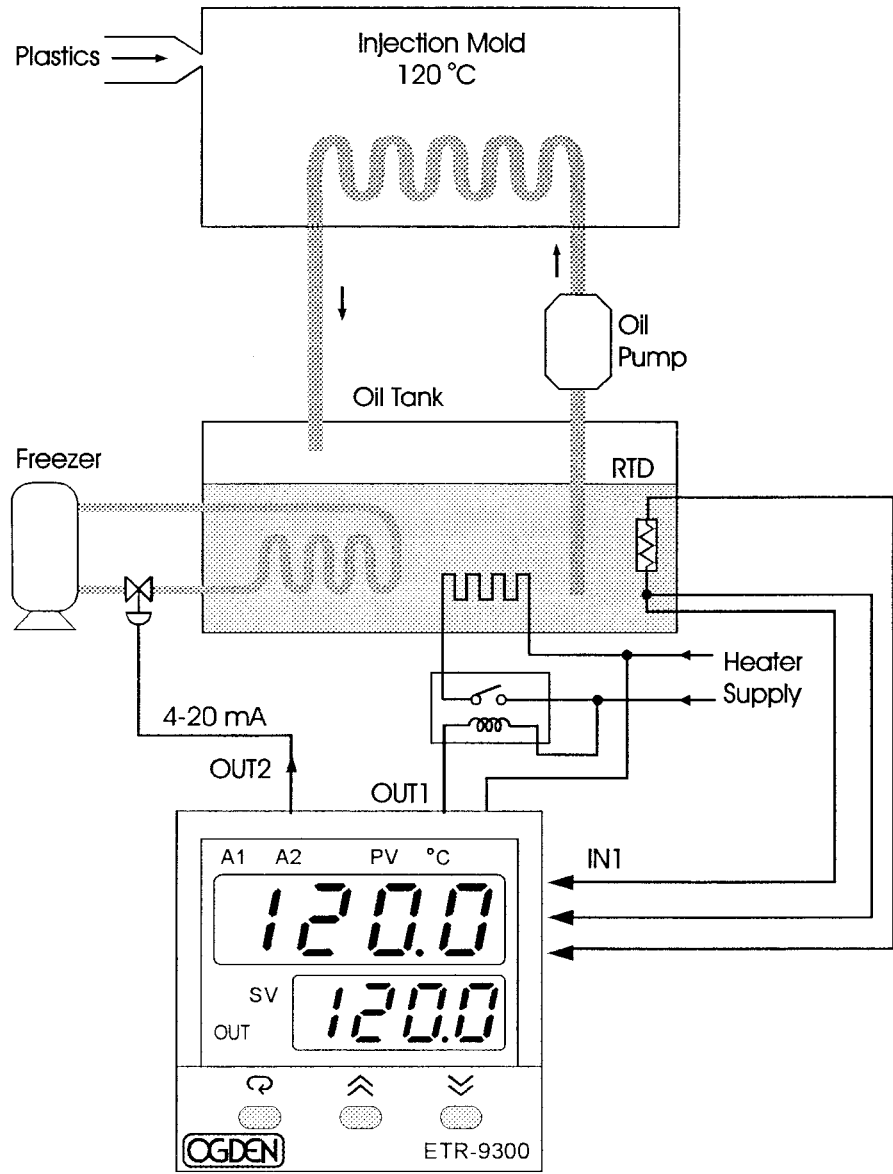 Plastics
Injection Mold
120 °C
Oil
Pump
Oil Tank
Freezer
RTD
Heater
Supply
4-20 mA
OUT2
OUT1
IN1
A1 A2 PV °C
120.0
SV
120.0
OUT
OGDEN
ETR-9300